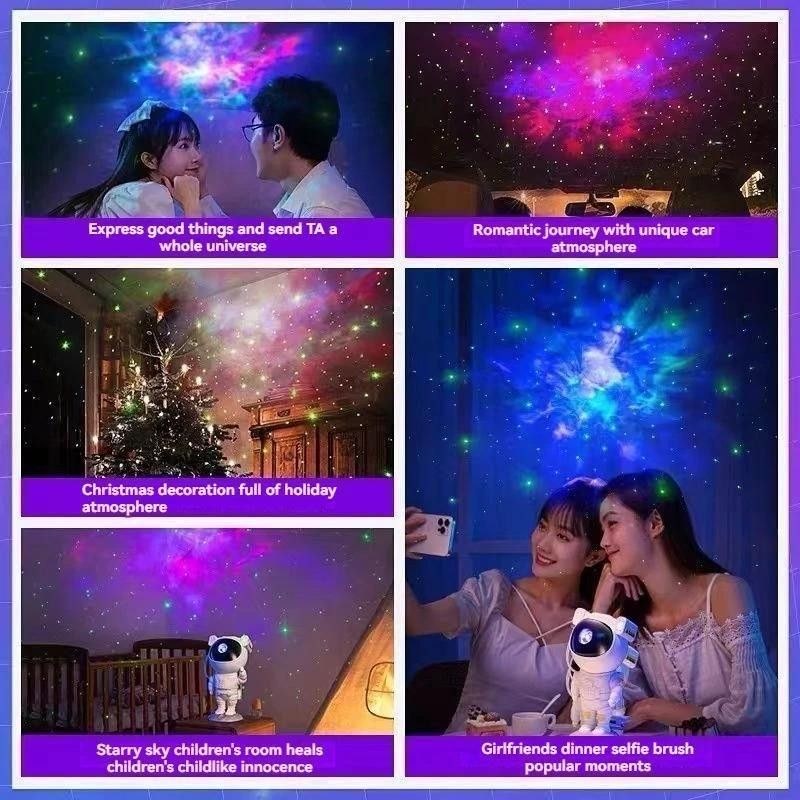 Express good things and send TA a
whole universe
Romantic journey with unique car
atmosphere
Christmas decoration full of holiday
atmosphere
Starry sky children's room heals
children's childlike innocence
Girlfriends dinner selfie brush
popular moments